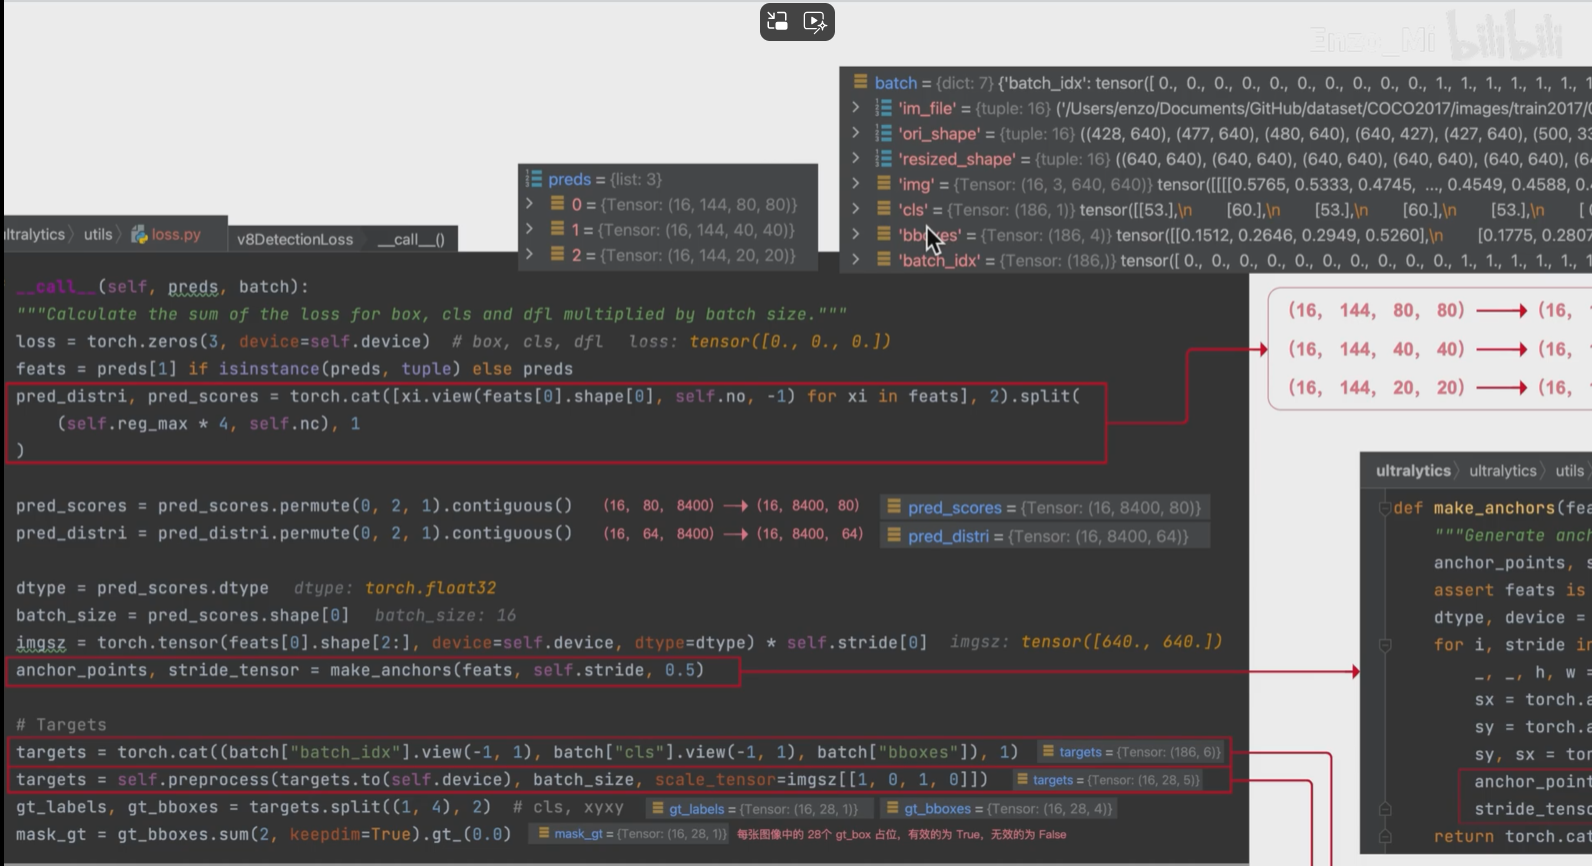 Enzo_Mi bilibili
batch = {dict: 7} {'batch_idx': tensor([ 0., 0., 0., 0., 0., 0., 0., 0., 0., 1., 1., 1., 1., 1., 1.
'im_file' = {tuple: 16} ('/Users/enzo/Documents/GitHub/dataset/COCO2017/images/train2017/0
'ori_shape' = {tuple: 16} ((428, 640), (477, 640), (480, 640), (640, 427), (427, 640), (500, 33
'resized_shape' = {tuple: 16} ((640, 640), (640, 640), (640, 640), (640, 640), (640, 640), (64
'img' = {Tensor: (16, 3, 640, 640)} tensor([[[[0.5765, 0.5333, 0.4745, ..., 0.4549, 0.4588, 0.4
'cls' = {Tensor: (186, 1)} tensor([[53.],\n [60.],\n [53.],\n [60.],\n [53.],\n [
'bboxes' = {Tensor: (186, 4)} tensor([[0.1512, 0.2646, 0.2949, 0.5260],\n [0.1775, 0.2807
'batch_idx' = {Tensor: (186,)} tensor([ 0., 0., 0., 0., 0., 0., 0., 0., 0., 1., 1., 1., 1., 1., 1.
preds = {list: 3}
0 = {Tensor: (16, 144, 80, 80)}
1 = {Tensor: (16, 144, 40, 40)}
2 = {Tensor: (16, 144, 20, 20)}
ltralytics utils loss.py v8DetectionLoss __call__()
__call__(self, preds, batch):
"""Calculate the sum of the loss for box, cls and dfl multiplied by batch size."""
loss = torch.zeros(3, device=self.device) # box, cls, dfl loss: tensor([0., 0., 0.])
feats = preds[1] if isinstance(preds, tuple) else preds
pred_distri, pred_scores = torch.cat([xi.view(feats[0].shape[0], self.no, -1) for xi in feats], 2).split(
(self.reg_max * 4, self.nc), 1
)
pred_scores = pred_scores.permute(0, 2, 1).contiguous() (16, 80, 8400) → (16, 8400, 80) pred_scores = {Tensor: (16, 8400, 80)}
pred_distri = pred_distri.permute(0, 2, 1).contiguous() (16, 64, 8400) → (16, 8400, 64) pred_distri = {Tensor: (16, 8400, 64)}
dtype = pred_scores.dtype dtype: torch.float32
batch_size = pred_scores.shape[0] batch_size: 16
imgsz = torch.tensor(feats[0].shape[2:], device=self.device, dtype=dtype) * self.stride[0] imgsz: tensor([640., 640.])
anchor_points, stride_tensor = make_anchors(feats, self.stride, 0.5)
# Targets
targets = torch.cat((batch["batch_idx"].view(-1, 1), batch["cls"].view(-1, 1), batch["bboxes"]), 1) targets = {Tensor: (186, 6)}
targets = self.preprocess(targets.to(self.device), batch_size, scale_tensor=imgsz[[1, 0, 1, 0]]) targets = {Tensor: (16, 28, 5)}
gt_labels, gt_bboxes = targets.split((1, 4), 2) # cls, xyxy gt_labels = {Tensor: (16, 28, 1)} gt_bboxes = {Tensor: (16, 28, 4)}
mask_gt = gt_bboxes.sum(2, keepdim=True).gt_(0.0) mask_gt = {Tensor: (16, 28, 1)} 每张图像中的 28个 gt_box 占位，有效的为 True，无效的为 False
(16, 144, 80, 80) → (16,
(16, 144, 40, 40) → (16,
(16, 144, 20, 20) → (16,
ultralytics ultralytics utils
def make_anchors(fea
"""Generate anch
anchor_points, s
assert feats is
dtype, device =
for i, stride in
_, _, h, w =
sx = torch.a
sy = torch.a
sy, sx = tor
anchor_point
stride_tenso
return torch.cat